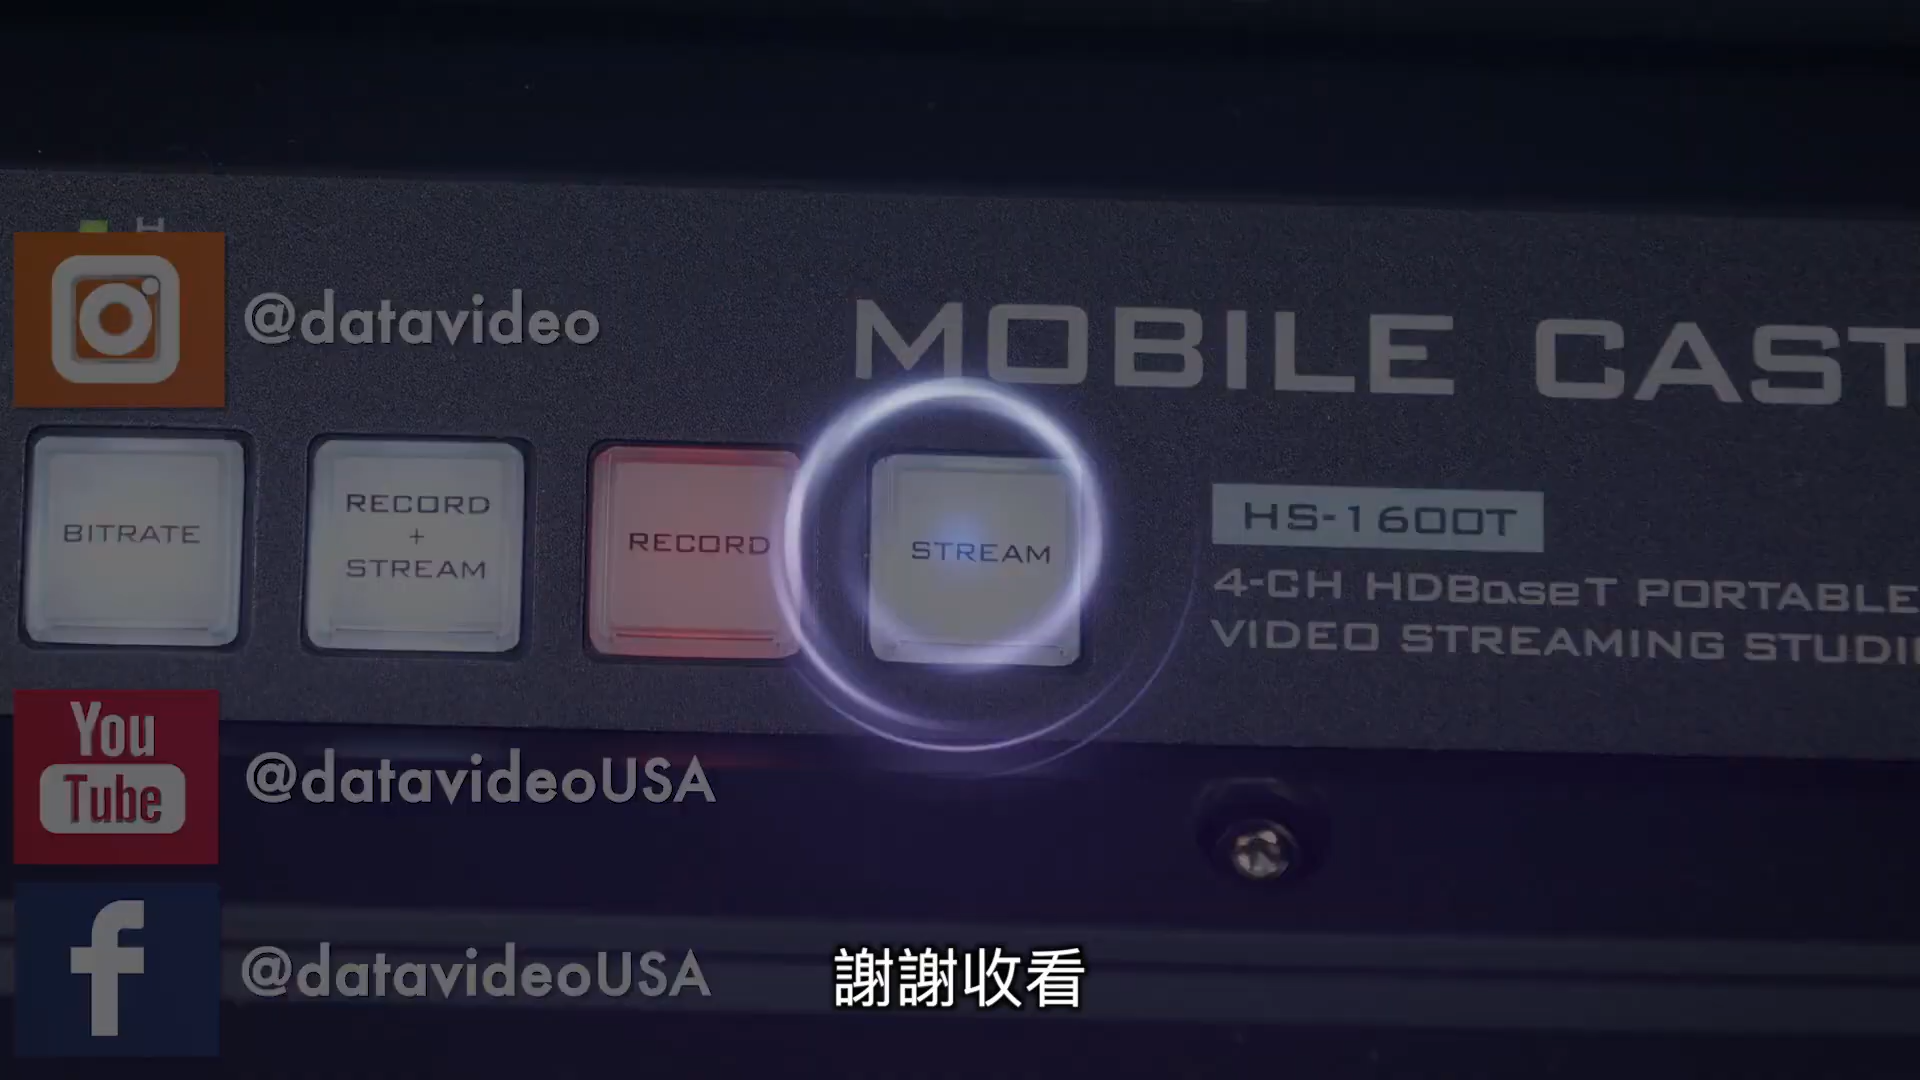 H
@datavideo
MOBILE CAST
BITRATE
RECORD
+
STREAM
RECORD
STREAM
HS-1600T
4-CH HDBaseT PORTABLE
VIDEO STREAMING STUDI
You
Tube
@datavideoUSA
@datavideoUSA
謝謝收看